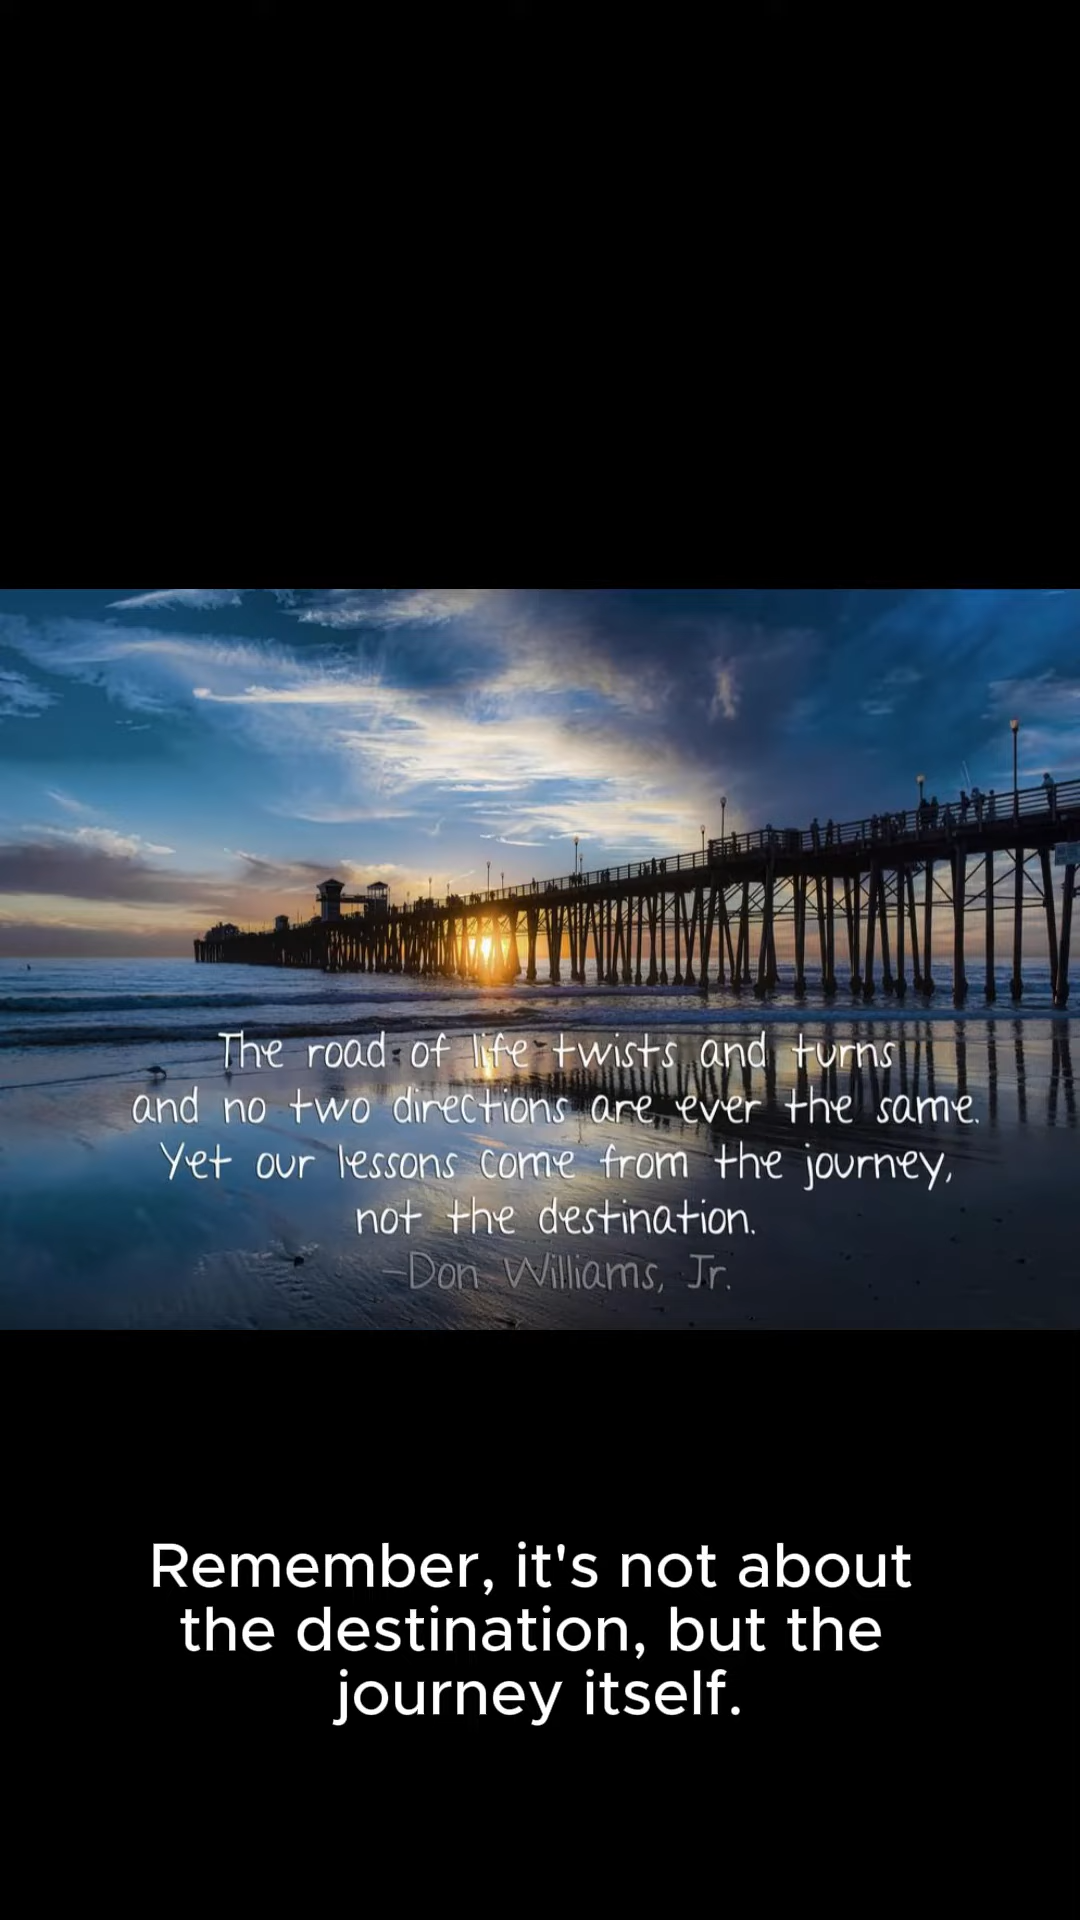 The road of life twists and turns
and no two directions are ever the same.
Yet our lessons come from the journey,
not the destination.
-Don Williams, Jr.
Remember, it's not about
the destination, but the
journey itself.